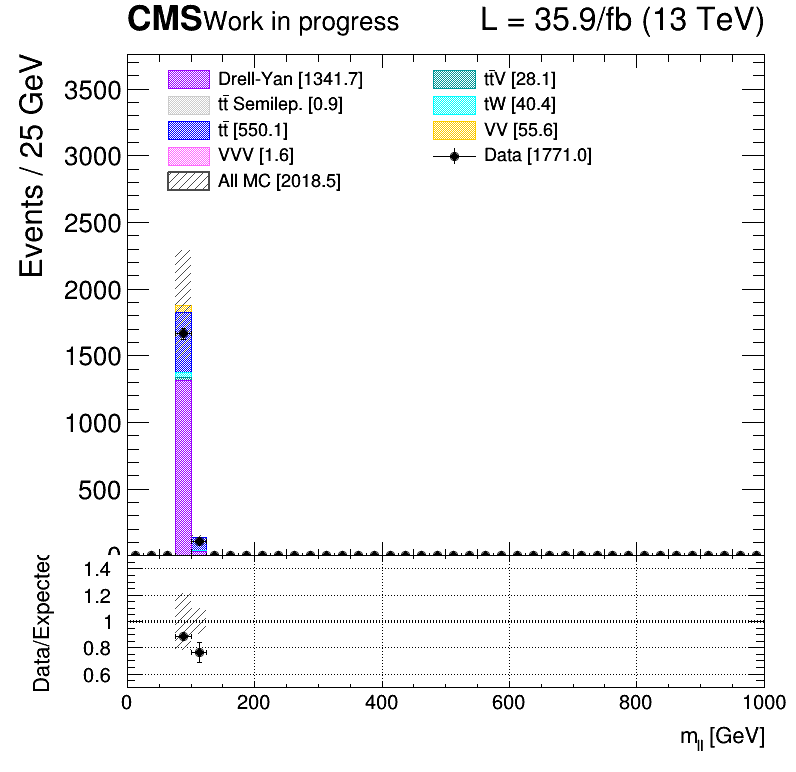 CMS Work in progress L = 35.9/fb (13 TeV)
Events / 25 GeV
3500
3000
2500
2000
1500
1000
500
0
Drell-Yan [1341.7]
tt̄ Semilep. [0.9]
tt̄ [550.1]
VVV [1.6]
All MC [2018.5]
tt̄V [28.1]
tW [40.4]
VV [55.6]
Data [1771.0]
Data/Expected
1.4
1.2
1
0.8
0.6
0 200 400 600 800 1000
m_ll [GeV]